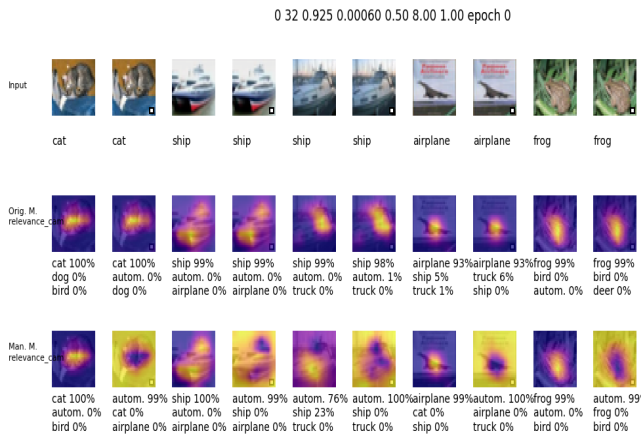 0 32 0.925 0.00060 0.50 8.00 1.00 epoch 0
Input
cat cat ship ship ship ship airplane airplane frog frog
Orig. M.
relevance_cam
cat 100% cat 100% ship 99% ship 99% ship 99% ship 98% airplane 93% airplane 93% frog 99% frog 99%
dog 0% autom. 0% autom. 0% autom. 0% autom. 0% autom. 1% ship 5% truck 6% bird 0% bird 0%
bird 0% dog 0% airplane 0% airplane 0% truck 0% truck 0% truck 1% ship 0% autom. 0% deer 0%
Man. M.
relevance_cam
cat 100% autom. 99% ship 100% autom. 99% autom. 76% autom. 100% airplane 99% autom. 100% frog 99% autom. 99
autom. 0% cat 0% autom. 0% ship 0% ship 23% ship 0% cat 0% airplane 0% autom. 0% frog 0%
bird 0% airplane 0% airplane 0% airplane 0% truck 0% truck 0% ship 0% truck 0% bird 0% bird 0%